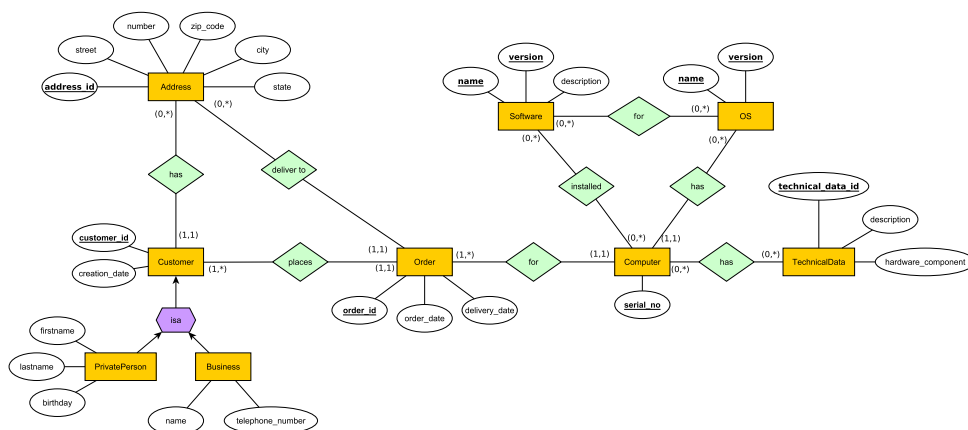 number
zip_code
street
city
address_id
Address
state
(0,*)
(0,*)
version
version
name
description
name
Software
(0,*)
for
(0,*)
OS
(0,*)
(0,*)
has
deliver to
installed
has
technical_data_id
description
customer_id
(1,1)
(1,1)
(0,*)
(1,1)
Customer
creation_date
(1,*)
places
(1,1)
Order
(1,*)
for
(1,1)
Computer
(0,*)
has
(0,*)
TechnicalData
hardware_component
order_id
order_date
delivery_date
serial_no
isa
firstname
lastname
PrivatePerson
Business
birthday
name
telephone_number